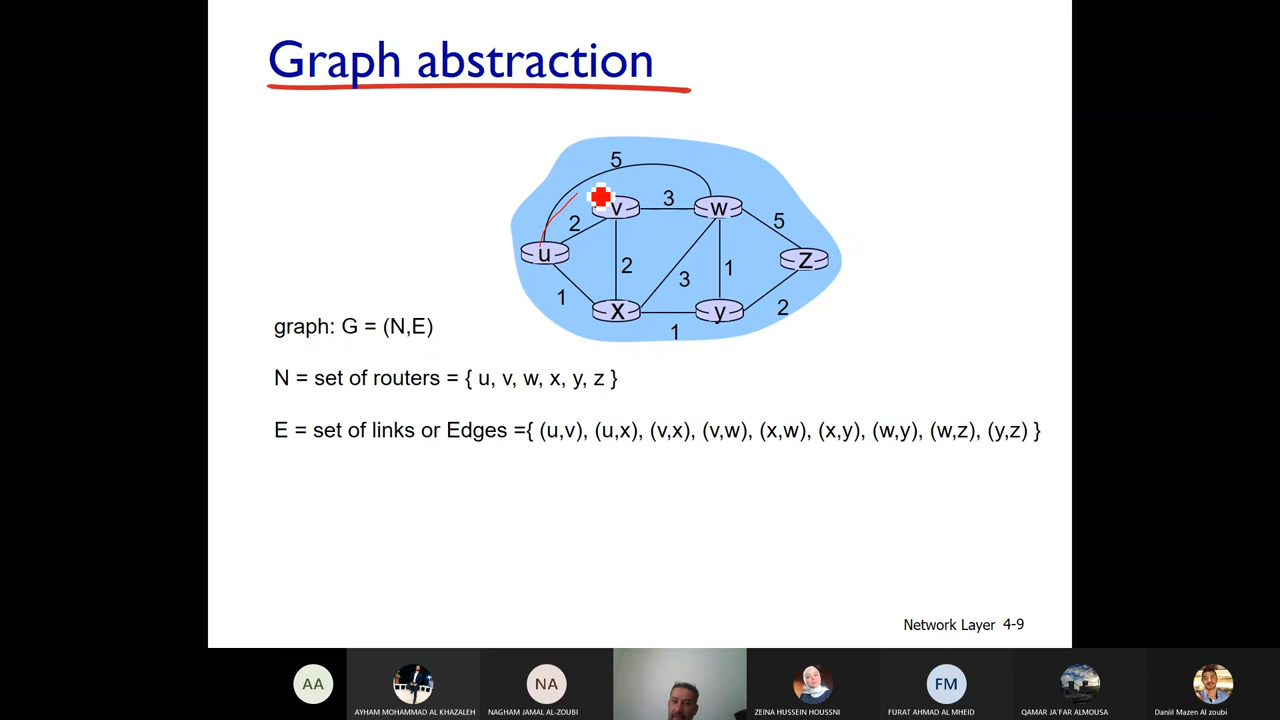 Graph abstraction
5
v
3
w
2
5
u
z
2
3
1
1
x
y
2
1
graph: G = (N,E)
N = set of routers = { u, v, w, x, y, z }
E = set of links or Edges ={ (u,v), (u,x), (v,x), (v,w), (x,w), (x,y), (w,y), (w,z), (y,z) }
Network Layer 4-9
AA
NA
FM
AYHAM MOHAMMAD AL KHAZALEH
NAGHAM JAMAL AL-ZOUBI
ZEINA HUSSEIN HOUSSNI
FURAT AHMAD AL MHEID
QAMAR JA'FAR ALMOUSA
Daniil Mazen Al zoubi